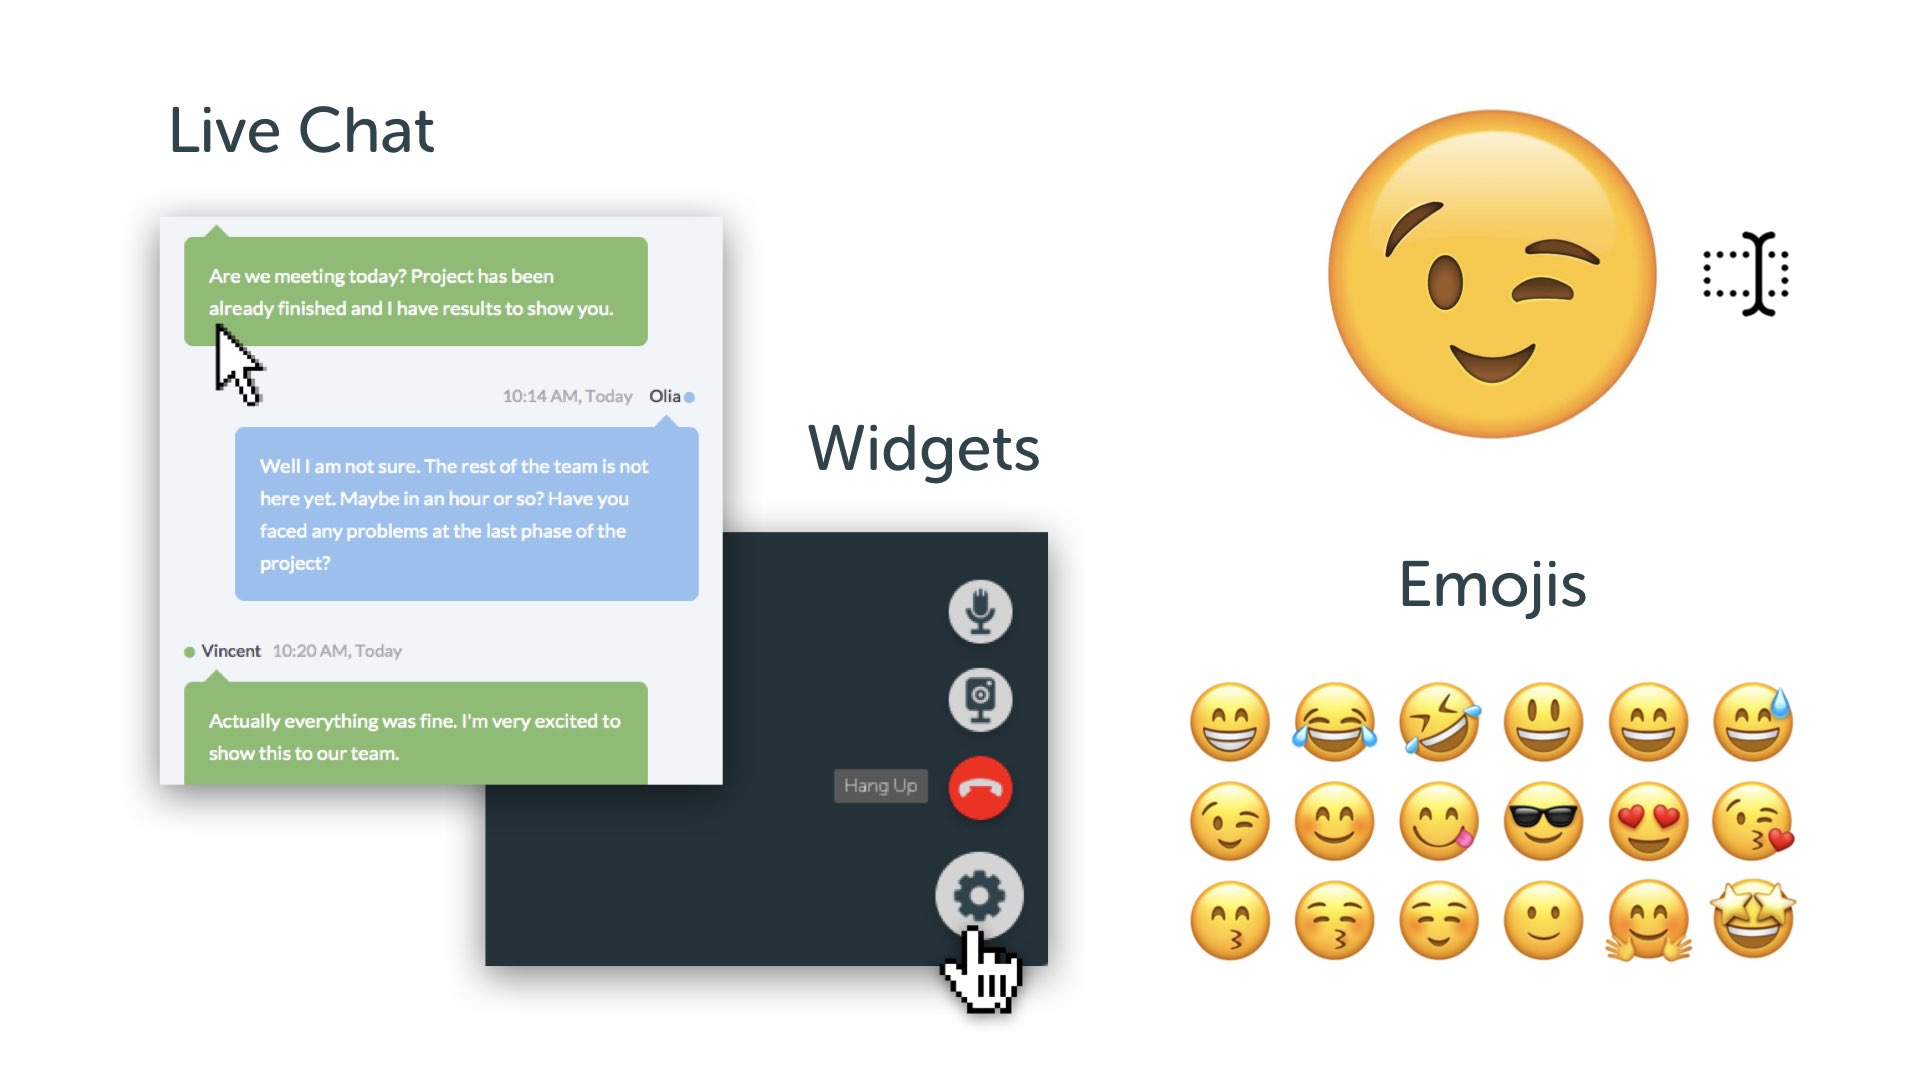 Live Chat
Are we meeting today? Project has been
already finished and I have results to show you.
10:14 AM, Today Olia
Well I am not sure. The rest of the team is not
here yet. Maybe in an hour or so? Have you
faced any problems at the last phase of the
project?
Vincent 10:20 AM, Today
Actually everything was fine. I'm very excited to
show this to our team.
Widgets
Hang Up
Emojis